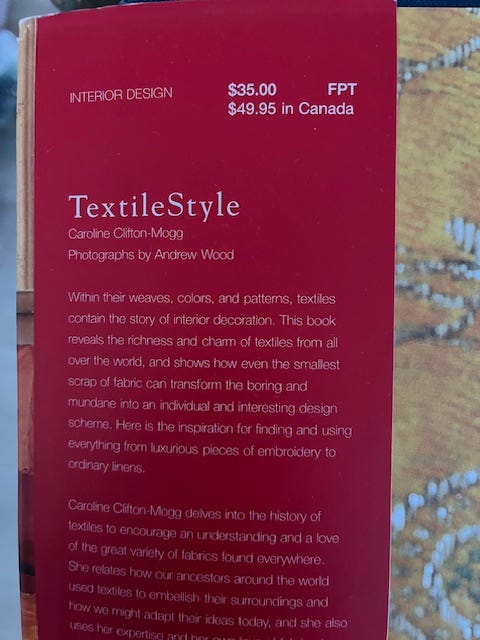 INTERIOR DESIGN
$35.00 FPT
$49.95 in Canada
TextileStyle
Caroline Clifton-Mogg
Photographs by Andrew Wood
Within their weaves, colors, and patterns, textiles
contain the story of interior decoration. This book
reveals the richness and charm of textiles from all
over the world, and shows how even the smallest
scrap of fabric can transform the boring and
mundane into an individual and interesting design
scheme. Here is the inspiration for finding and using
everything from luxurious pieces of embroidery to
ordinary linens.
Caroline Clifton-Mogg delves into the history of
textiles to encourage an understanding and a love
of the great variety of fabrics found everywhere.
She relates how our ancestors around the world
used textiles to embellish their surroundings and
how we might adapt their ideas today, and she also
uses her expertise and her own